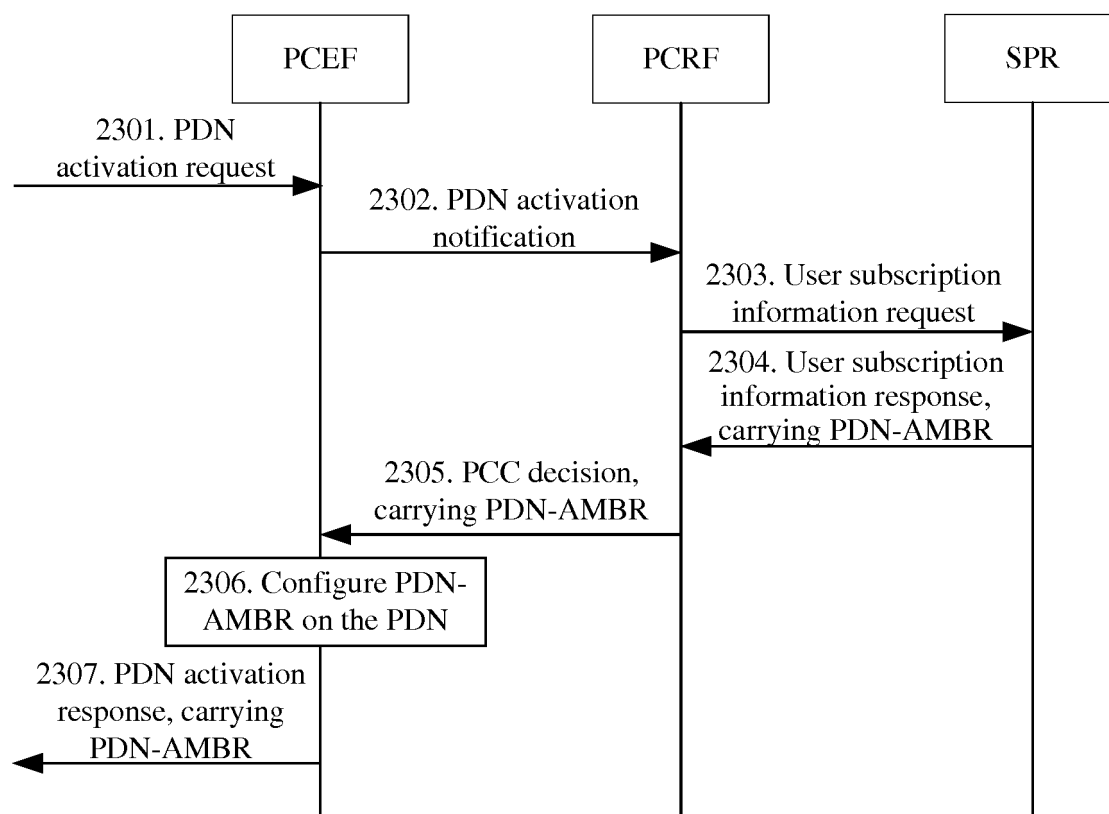 PCEF
PCRF
SPR
2301. PDN
activation request
2302. PDN activation
notification
2303. User subscription
information request
2304. User subscription
information response,
carrying PDN-AMBR
2305. PCC decision,
carrying PDN-AMBR
2306. Configure PDN-
AMBR on the PDN
2307. PDN activation
response, carrying
PDN-AMBR